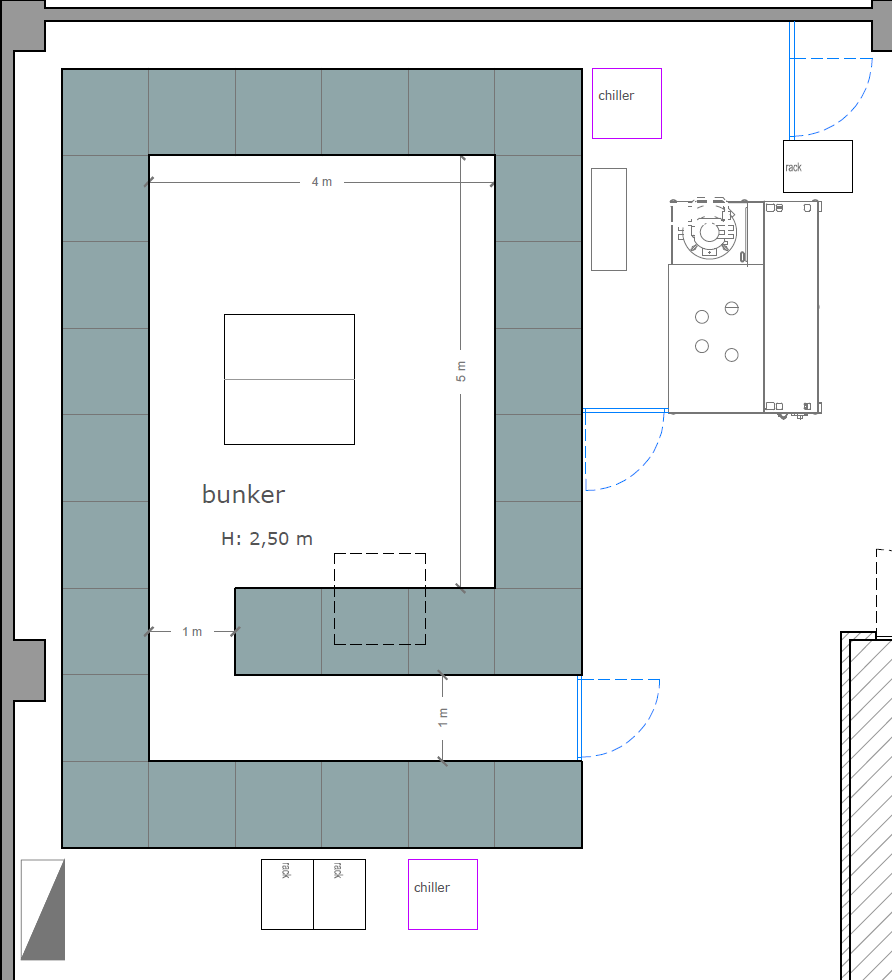 chiller
rack
4 m
5 m
bunker
H: 2,50 m
1 m
1 m
rack
rack
chiller